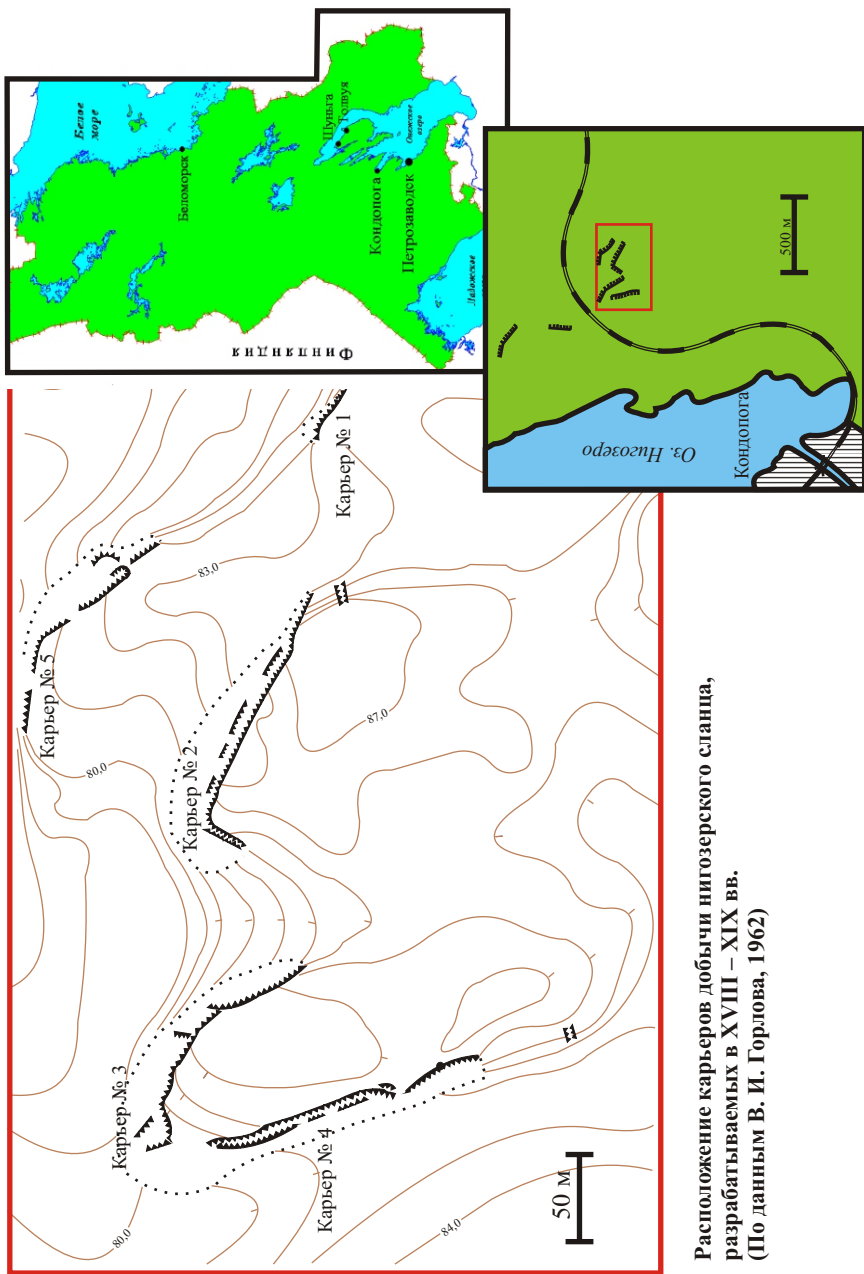 Белое
море
Беломорск
Шуньга
Толвуя
Онежское
озеро
Кондопога
Петрозаводск
Ладожское
Финляндия
Карьер № 1
Карьер № 2
Карьер № 3
Карьер № 4
Карьер № 5
83,0
80,0
87,0
80,0
84,0
50 м
500 м
Оз. Нигозеро
Кондопога
Расположение карьеров добычи нигозерского сланца,
разрабатываемых в XVIII – XIX вв.
(По данным В. И. Горлова, 1962)